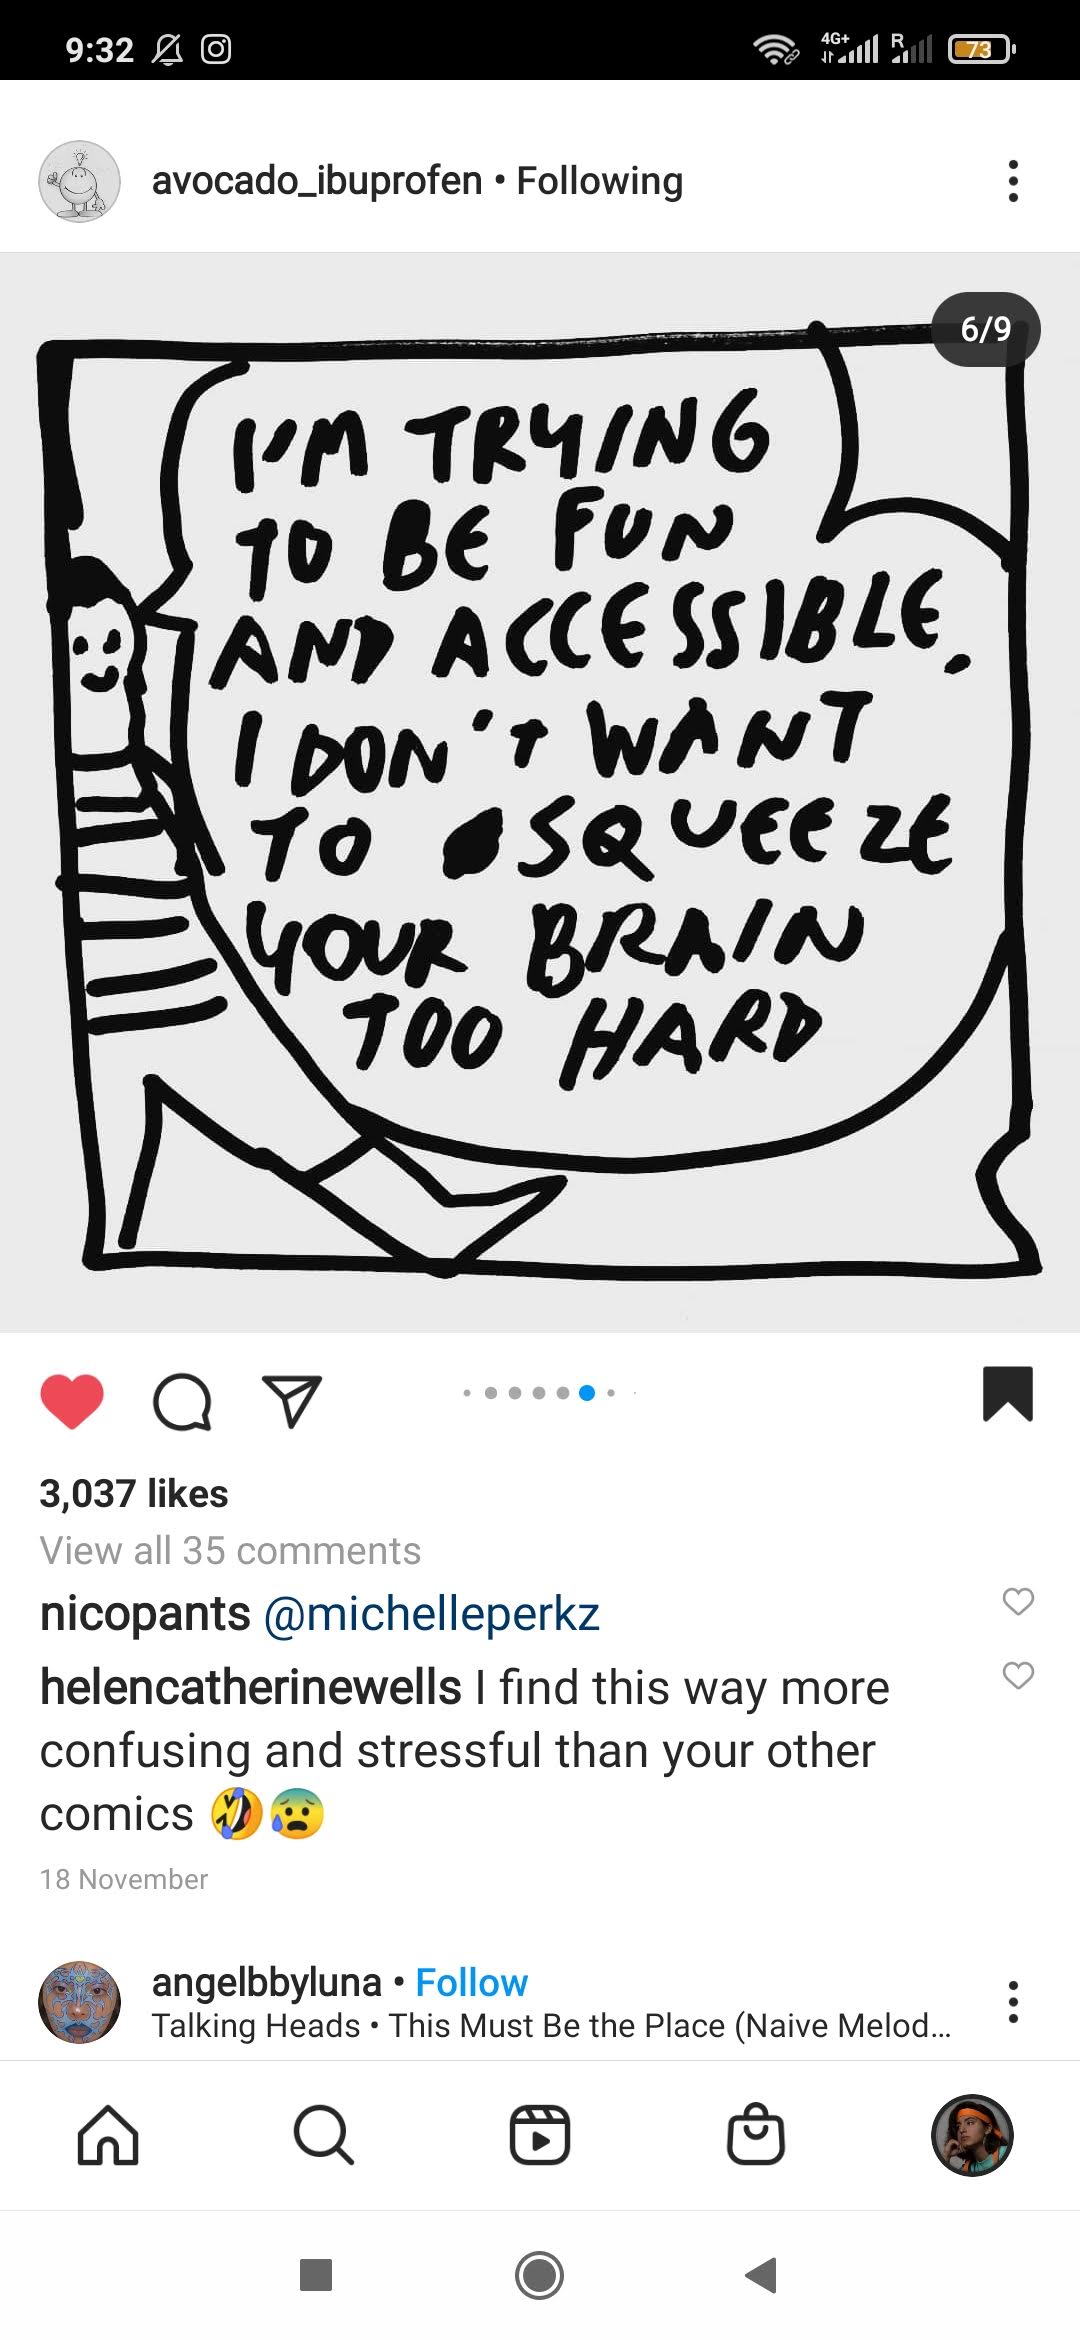 9:32
4G+
R
73
avocado_ibuprofen • Following
6/9
I'M TRYING
TO BE FUN
AND ACCESSIBLE.
I DON'T WANT
TO SQUEEZE
YOUR BRAIN
TOO HARD
3,037 likes
View all 35 comments
nicopants @michelleperkz
helencatherinewells I find this way more
confusing and stressful than your other
comics 🤣😰
18 November
angelbbyluna • Follow
Talking Heads • This Must Be the Place (Naive Melod...